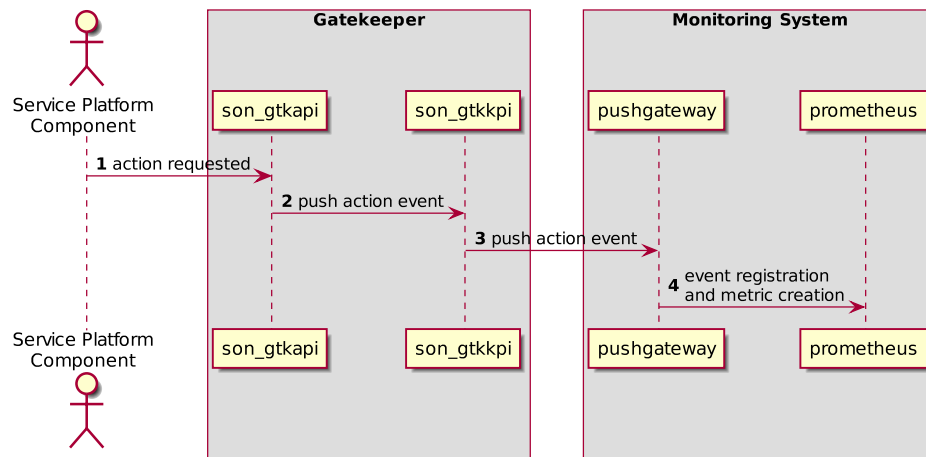 Gatekeeper
Monitoring System
Service Platform
Component
son_gtkapi
son_gtkkpi
pushgateway
prometheus
1 action requested
2 push action event
3 push action event
4 event registration
and metric creation
Service Platform
Component
son_gtkapi
son_gtkkpi
pushgateway
prometheus